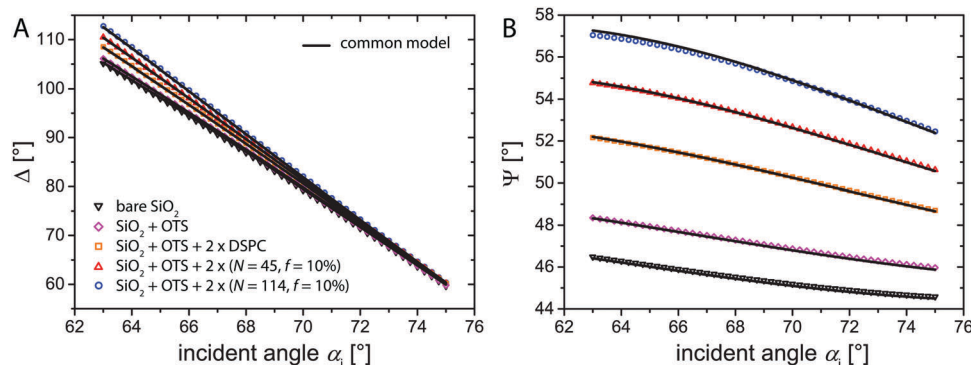 A
Δ [°]
110
100
90
80
70
60
common model
bare SiO₂
SiO₂ + OTS
SiO₂ + OTS + 2 x DSPC
SiO₂ + OTS + 2 x (N = 45, f = 10%)
SiO₂ + OTS + 2 x (N = 114, f = 10%)
62 64 66 68 70 72 74 76
incident angle αᵢ [°]
B
Ψ [°]
58
56
54
52
50
48
46
44
62 64 66 68 70 72 74 76
incident angle αᵢ [°]